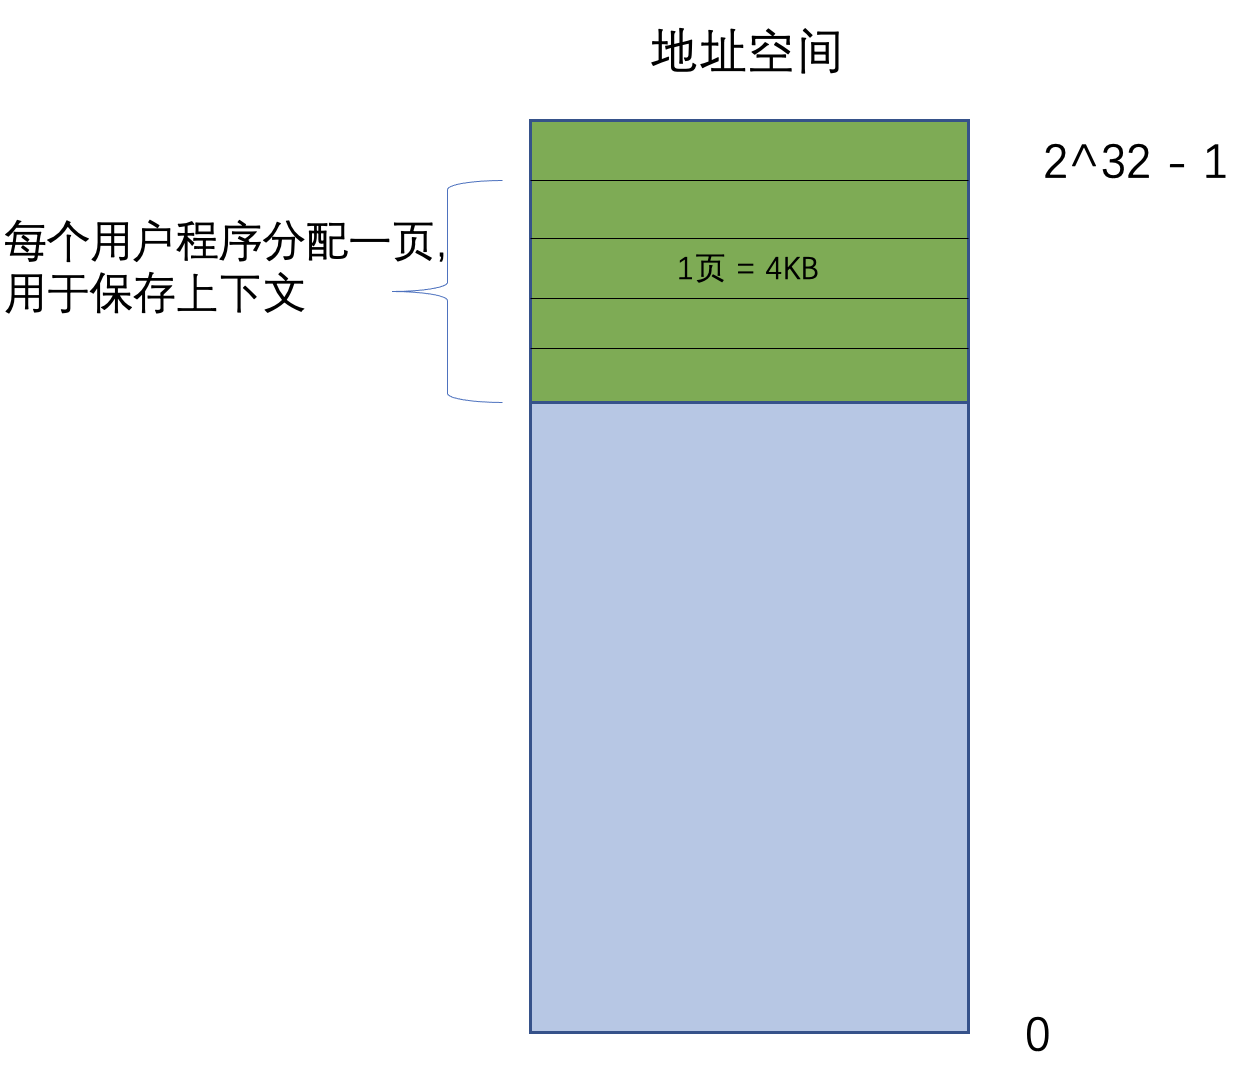 地址空间
2^32 - 1
每个用户程序分配一页,
用于保存上下文
1页 = 4KB
0